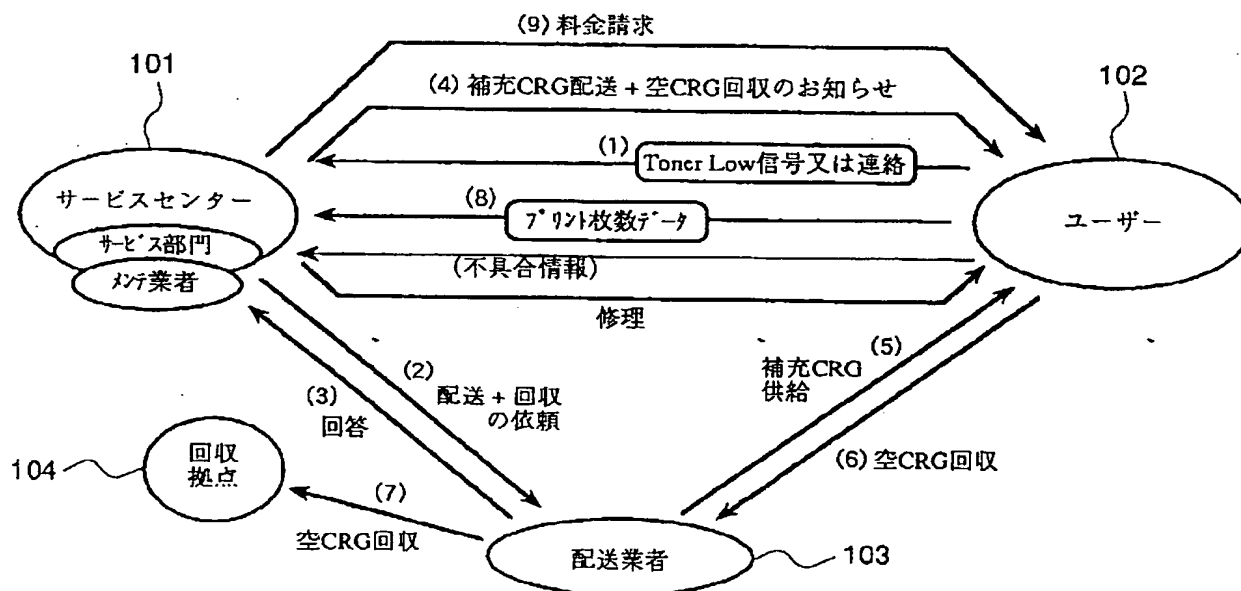 (9) 料金請求
101
(4) 補充CRG配送 + 空CRG回収のお知らせ
102
(1)
Toner Low信号又は連絡
サービスセンター
(8)
プリント枚数データ
ユーザー
サービス部門
(不具合情報)
メンテ業者
修理
(2)
配送 + 回収
の依頼
(3)
回答
(5)
補充CRG
供給
(6) 空CRG回収
104
回収
拠点
(7)
空CRG回収
配送業者
103